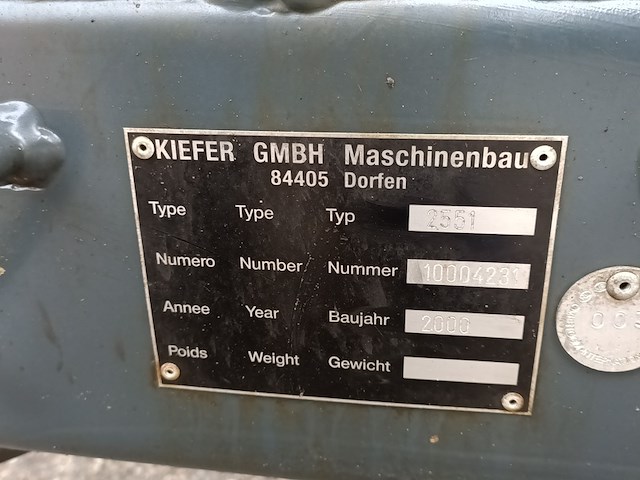 KIEFER GMBH Maschinenbau
84405 Dorfen
Type Type Typ 2551
Numero Number Nummer 10004231
Annee Year Baujahr 2000
Poids Weight Gewicht